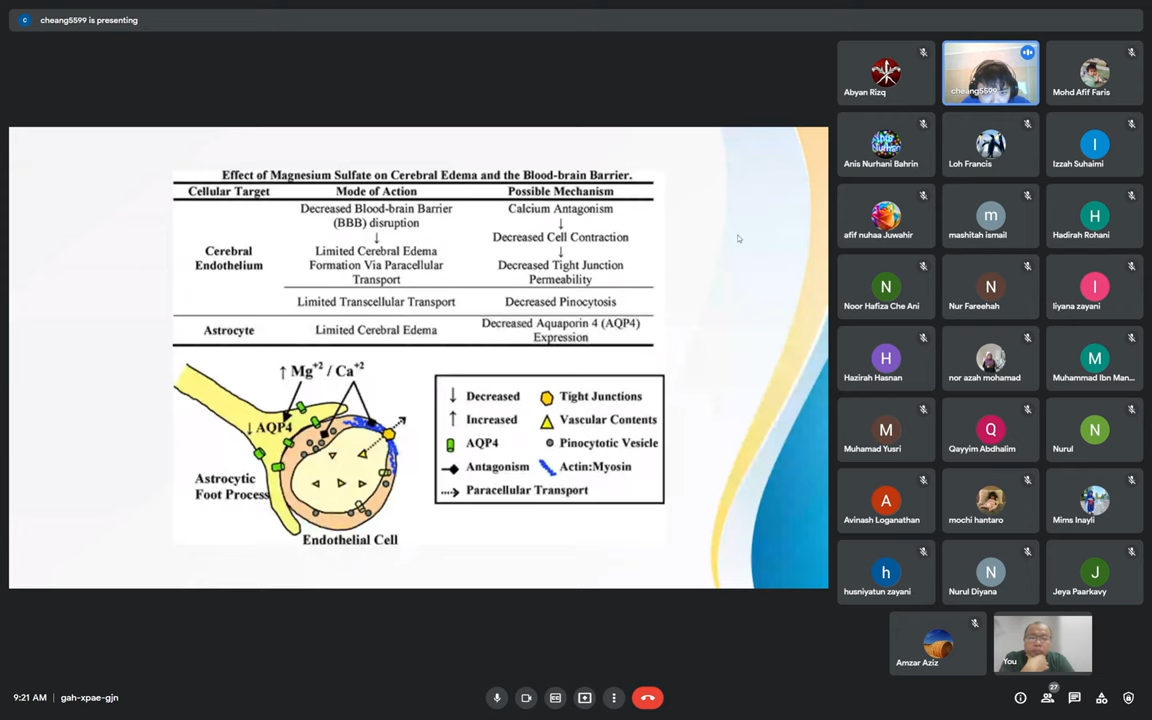 c
cheang5599 is presenting
Effect of Magnesium Sulfate on Cerebral Edema and the Blood-brain Barrier.
Cellular Target
Mode of Action
Possible Mechanism
Cerebral
Endothelium
Decreased Blood-brain Barrier
(BBB) disruption
↓
Limited Cerebral Edema
Formation Via Paracellular
Transport
Calcium Antagonism
↓
Decreased Cell Contraction
↓
Decreased Tight Junction
Permeability
Limited Transcellular Transport
Decreased Pinocytosis
Astrocyte
Limited Cerebral Edema
Decreased Aquaporin 4 (AQP4)
Expression
↑ Mg+2 / Ca+2
↓ AQP4
Astrocytic
Foot Process
Endothelial Cell
↓ Decreased
Tight Junctions
↑ Increased
Vascular Contents
AQP4
Pinocytotic Vesicle
Antagonism
Actin:Myosin
Paracellular Transport
Abyan Rizq
cheang5599
Mohd Afif Faris
Anis Nurhani Bahrin
Loh Francis
I
Izzah Suhaimi
afif nuhaa Juwahir
m
mashitah ismail
H
Hadirah Rohani
N
Noor Hafiza Che Ani
N
Nur Fareehah
l
liyana zayani
H
Hazirah Hasnan
nor azah mohamad
M
Muhammad Ibn Man...
M
Muhamad Yusri
Q
Qayyim Abdhalim
N
Nurul
A
Avinash Loganathan
mochi hantaro
Mims Inayli
h
husniyatun zayani
N
Nurul Diyana
J
Jeya Paarkavy
Amzar Aziz
You
9:21 AM | gah-xpae-gjn
27